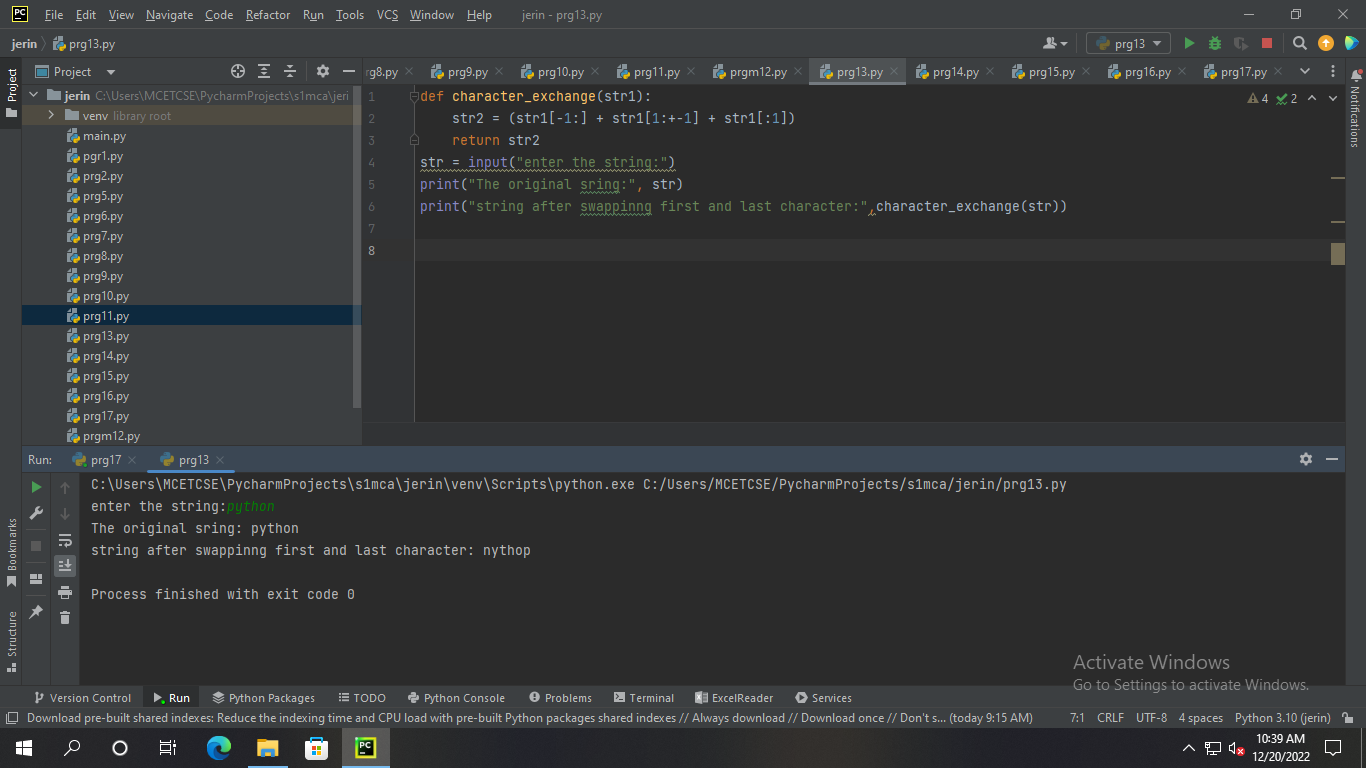 PC File Edit View Navigate Code Refactor Run Tools VCS Window Help jerin - prg13.py
jerin prg13.py prg13
Project
Project
rg8.py prg9.py prg10.py prg11.py prgm12.py prg13.py prg14.py prg15.py prg16.py prg17.py
Notifications
jerin C:\Users\MCETCSE\PycharmProjects\s1mca\jeri
venv library root
main.py
pgr1.py
prg2.py
prg5.py
prg6.py
prg7.py
prg8.py
prg9.py
prg10.py
prg11.py
prg13.py
prg14.py
prg15.py
prg16.py
prg17.py
prgm12.py
4 2
1 def character_exchange(str1):
2 str2 = (str1[-1:] + str1[1:+-1] + str1[:1])
3 return str2
4 str = input("enter the string:")
5 print("The original sring:", str)
6 print("string after swappinng first and last character:",character_exchange(str))
7
8
Run: prg17 prg13
C:\Users\MCETCSE\PycharmProjects\s1mca\jerin\venv\Scripts\python.exe C:/Users/MCETCSE/PycharmProjects/s1mca/jerin/prg13.py
enter the string:python
The original sring: python
string after swappinng first and last character: nythop
Process finished with exit code 0
Bookmarks
Structure
Activate Windows
Go to Settings to activate Windows.
Version Control Run Python Packages TODO Python Console Problems Terminal ExcelReader Services
Download pre-built shared indexes: Reduce the indexing time and CPU load with pre-built Python packages shared indexes // Always download // Download once // Don't s... (today 9:15 AM) 7:1 CRLF UTF-8 4 spaces Python 3.10 (jerin)
PC
10:39 AM
12/20/2022